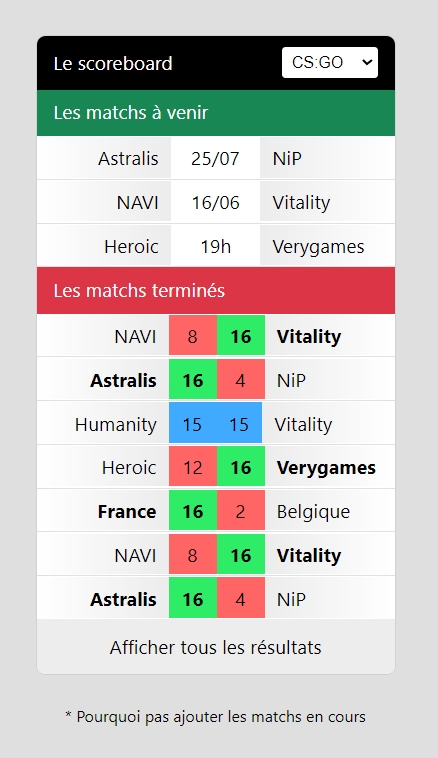 Le scoreboard CS:GO
Les matchs à venir
Astralis 25/07 NiP
NAVI 16/06 Vitality
Heroic 19h Verygames
Les matchs terminés
NAVI 8 16 Vitality
Astralis 16 4 NiP
Humanity 15 15 Vitality
Heroic 12 16 Verygames
France 16 2 Belgique
NAVI 8 16 Vitality
Astralis 16 4 NiP
Afficher tous les résultats
* Pourquoi pas ajouter les matchs en cours